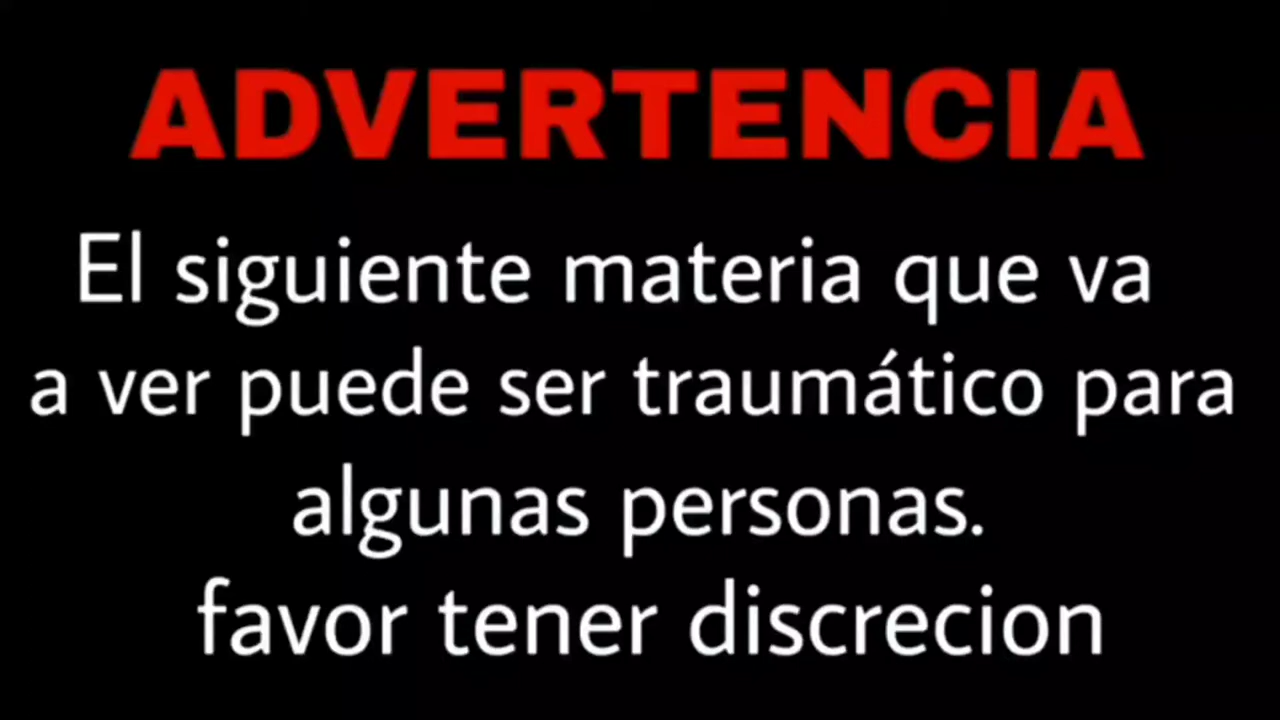 ADVERTENCIA
El siguiente materia que va
a ver puede ser traumático para
algunas personas.
favor tener discrecion